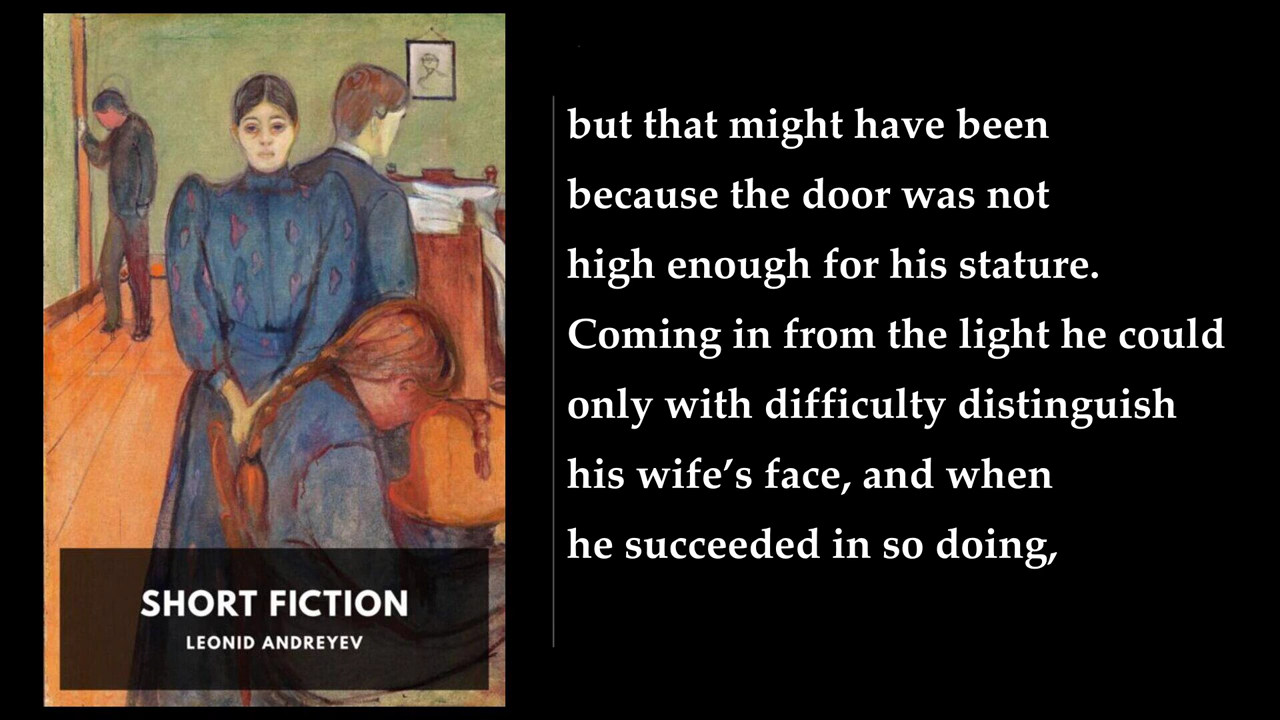 SHORT FICTION
LEONID ANDREYEV
but that might have been
because the door was not
high enough for his stature.
Coming in from the light he could
only with difficulty distinguish
his wife’s face, and when
he succeeded in so doing,